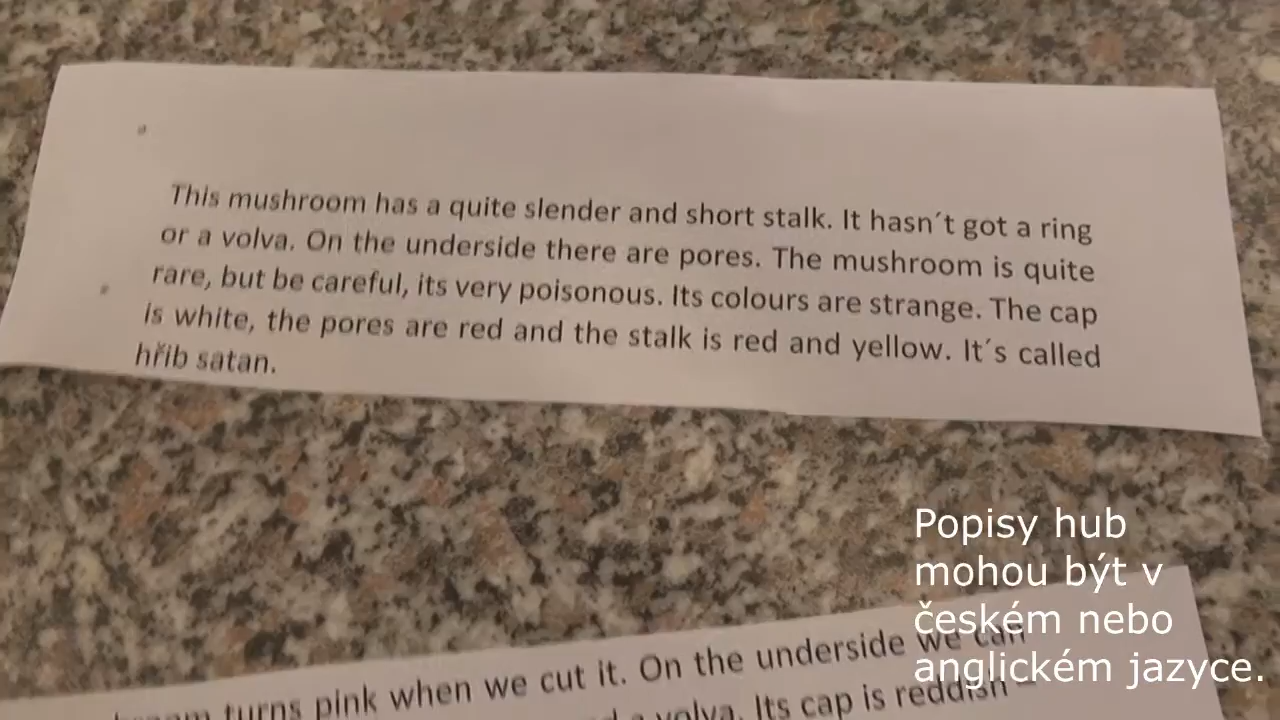 This mushroom has a quite slender and short stalk. It hasn´t got a ring
or a volva. On the underside there are pores. The mushroom is quite
rare, but be careful, its very poisonous. Its colours are strange. The cap
is white, the pores are red and the stalk is red and yellow. It´s called
hřib satan.
Popisy hub
mohou být v
českém nebo
anglickém jazyce.
turns pink when we cut it. On the underside we can
a volva. Its cap is reddish –